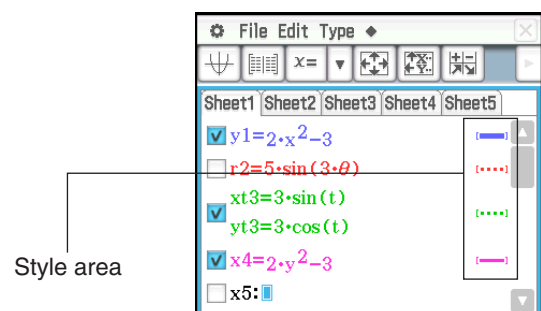 File Edit Type ◆
x=
Sheet1 Sheet2 Sheet3 Sheet4 Sheet5
y1=2·x²−3
r2=5·sin(3·θ)
xt3=3·sin(t)
yt3=3·cos(t)
x4=2·y²−3
x5:
Style area